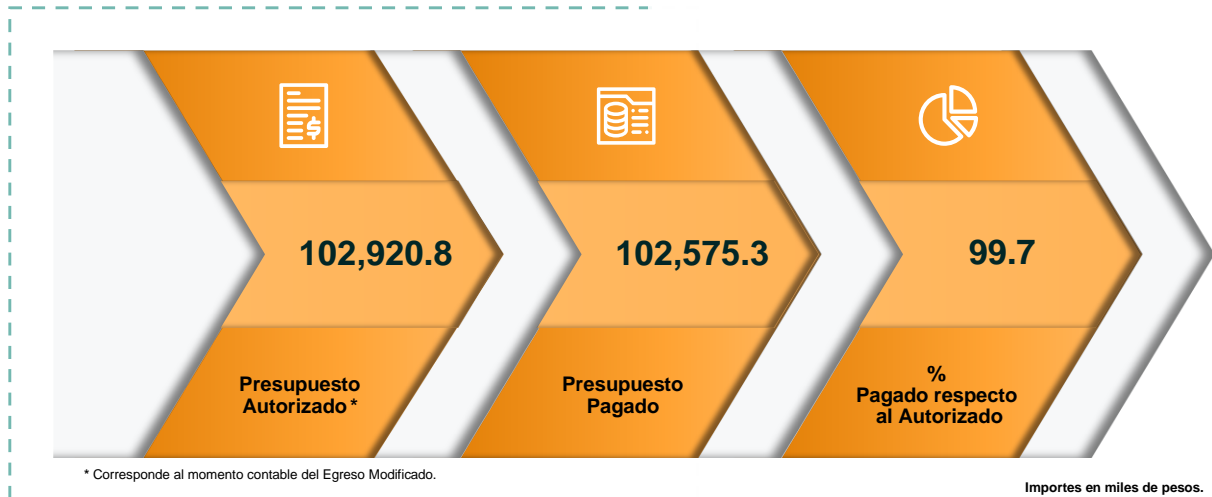 102,920.8
102,575.3
99.7
Presupuesto
Autorizado *
Presupuesto
Pagado
%
Pagado respecto
al Autorizado
* Corresponde al momento contable del Egreso Modificado.
Importes en miles de pesos.